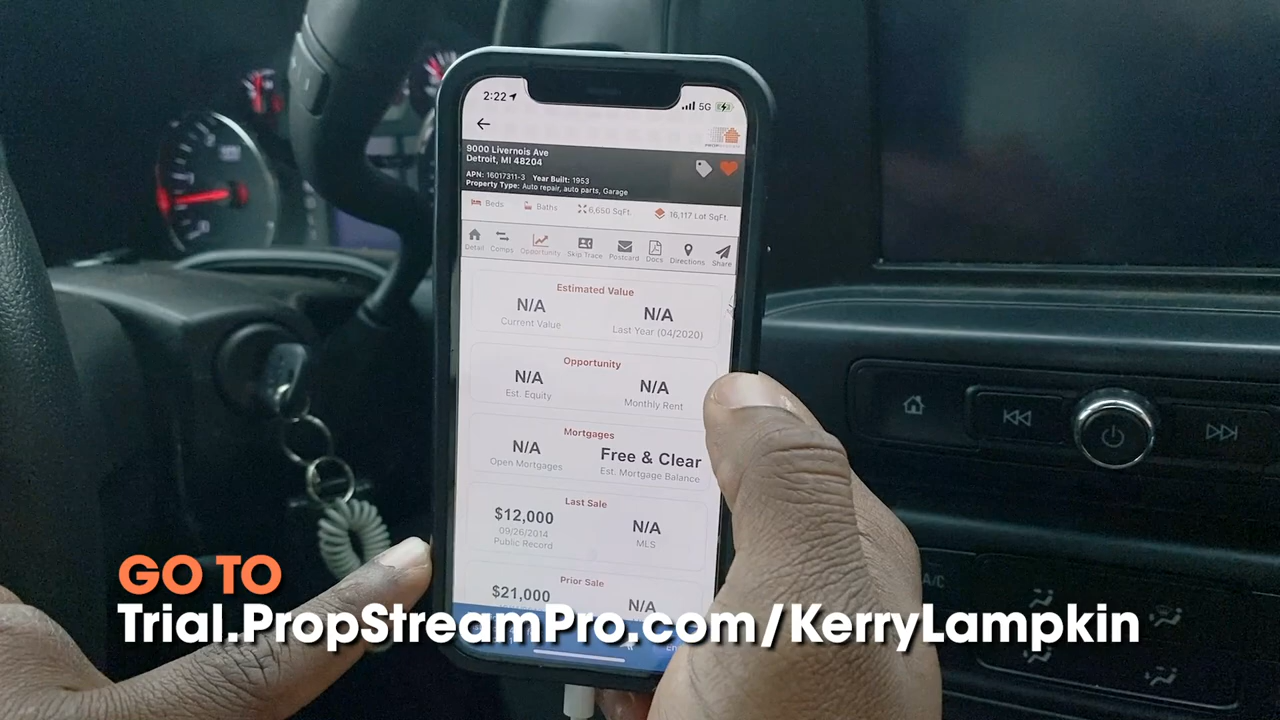 2:22
5G
9000 Livernois Ave
Detroit, MI 48204
APN: 16017311-3 Year Built: 1953
Property Type: Auto repair, auto parts, Garage
Beds Baths 6,650 SqFt. 16,117 Lot SqFt.
Detail Comps Opportunity Skip Trace Postcard Docs Directions Share
Estimated Value
N/A N/A
Current Value Last Year (04/2020)
Opportunity
N/A N/A
Est. Equity Monthly Rent
Mortgages
N/A Free & Clear
Open Mortgages Est. Mortgage Balance
Last Sale
$12,000 N/A
09/26/2014 MLS
Public Record
Prior Sale
$21,000 N/A
A/C
GO TO
Trial.PropStreamPro.com/KerryLampkin